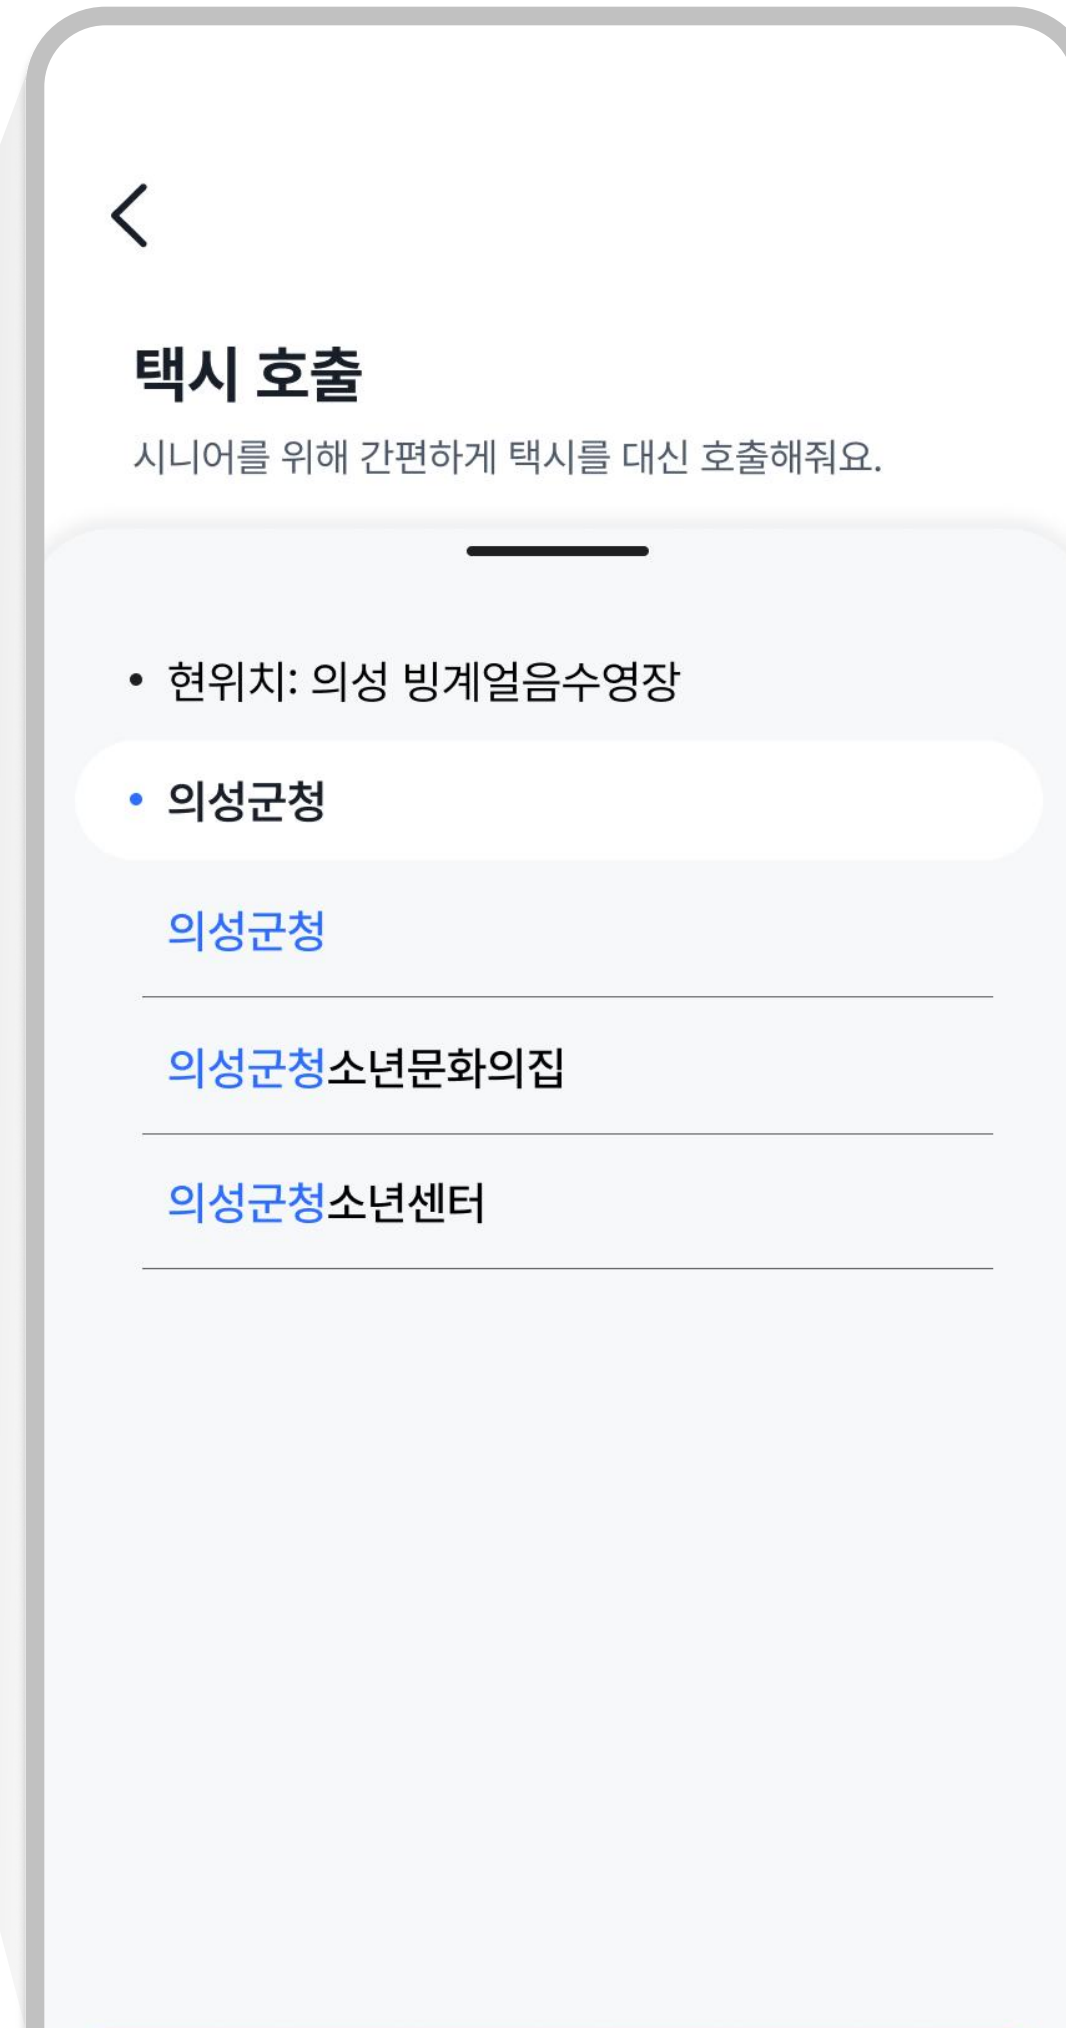 택시 호출
시니어를 위해 간편하게 택시를 대신 호출해줘요.
• 현위치: 의성 빙계얼음수영장
• 의성군청
의성군청
의성군청소년문화의집
의성군청소년센터